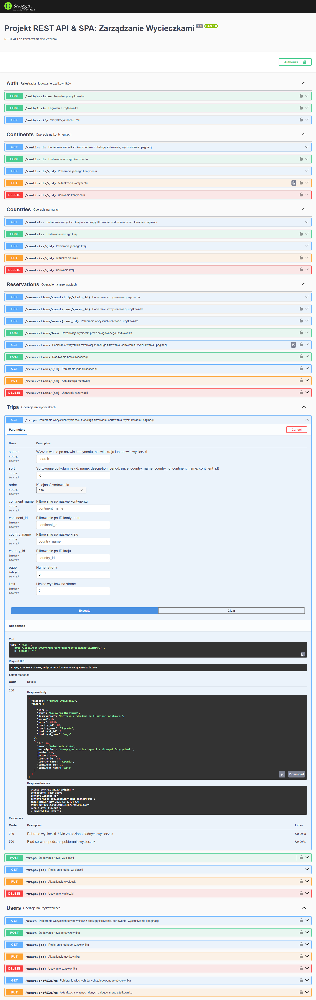 Swagger
Supported by SMARTBEAR
Projekt REST API & SPA: Zarządzanie Wycieczkami 1.0 OAS 3.0
REST API do zarządzania wycieczkami
Authorize
Auth Rejestracja i logowanie użytkowników
POST /auth/register Rejestracja użytkownika
POST /auth/login Logowanie użytkownika
GET /auth/verify Weryfikacja tokenu JWT
Continents Operacje na kontynentach
GET /continents Pobieranie wszystkich kontynentów z obsługą sortowania, wyszukiwania i paginacji
POST /continents Dodawanie nowego kontynentu
GET /continents/{id} Pobieranie jednego kontynentu
PUT /continents/{id} Aktualizacja kontynentu
DELETE /continents/{id} Usuwanie kontynentu
Countries Operacje na krajach
GET /countries Pobieranie wszystkich krajów z obsługą filtrowania, sortowania, wyszukiwania i paginacji
POST /countries Dodawanie nowego kraju
GET /countries/{id} Pobieranie jednego kraju
PUT /countries/{id} Aktualizacja kraju
DELETE /countries/{id} Usuwanie kraju
Reservations Operacje na rezerwacjach
GET /reservations/count/trip/{trip_id} Pobieranie liczby rezerwacji wycieczki
GET /reservations/count/user/{user_id} Pobieranie liczby rezerwacji użytkownika
GET /reservations/user/{user_id} Pobieranie wszystkich rezerwacji użytkownika
POST /reservations/book Rezerwacja wycieczki przez zalogowanego użytkownika
GET /reservations Pobieranie wszystkich rezerwacji z obsługą filtrowania, sortowania, wyszukiwania i paginacji
POST /reservations Dodawanie nowej rezerwacji
GET /reservations/{id} Pobieranie jednej rezerwacji
PUT /reservations/{id} Aktualizacja rezerwacji
DELETE /reservations/{id} Usuwanie rezerwacji
Trips Operacje na wycieczkach
GET /trips Pobieranie wszystkich wycieczek z obsługą filtrowania, sortowania, wyszukiwania i paginacji
Parameters Cancel
Name Description
search Wyszukiwanie po nazwie kontynentu, nazwie kraju lub nazwie wycieczki
string
(query) search
sort Sortowanie po kolumnie (id, name, description, period, price, country_name, country_id, continent_name, continent_id)
string
(query) id
order Kolejność sortowania
string asc
(query)
continent_name Filtrowanie po nazwie kontynentu
string
(query) continent_name
continent_id Filtrowanie po ID kontynentu
integer
(query) continent_id
country_name Filtrowanie po nazwie kraju
string
(query) country_name
country_id Filtrowanie po ID kraju
integer
(query) country_id
page Numer strony
integer
(query) 5
limit Liczba wyników na stronę
integer
(query) 2
Execute Clear
Responses
Curl
curl -X 'GET' \
'http://localhost:3000/trips?sort=id&order=asc&page=5&limit=2' \
-H 'accept: */*'
Request URL
http://localhost:3000/trips?sort=id&order=asc&page=5&limit=2
Server response
Code Details
200
Response body
{
"message": "Pobrano wycieczki.",
"data": [
{
"id": 9,
"name": "Toksyczna Hiroshima",
"description": "Historia i odbudowa po II wojnie światowej.",
"period": 4,
"price": 2800,
"country_id": 83,
"country_name": "Japonia",
"continent_id": 2,
"continent_name": "Azja"
},
{
"id": 10,
"name": "Zwiedzanie Kioto",
"description": "Tradycyjna stolica Japonii z licznymi świątyniami.",
"period": 6,
"price": 3500,
"country_id": 83,
"country_name": "Japonia",
"continent_id": 2,
"continent_name": "Azja"
}
]
}
Download
Response headers
access-control-allow-origin: *
connection: keep-alive
content-length: 457
content-type: application/json; charset=utf-8
date: Mon,17 Nov 2025 10:47:24 GMT
keep-alive: timeout=5
x-powered-by: Express
Responses
Code Description Links
200 Pobrano wycieczki. / Nie znaleziono żadnych wycieczek. No links
500 Błąd serwera podczas pobierania wycieczek. No links
POST /trips Dodawanie nowej wycieczki
GET /trips/{id} Pobieranie jednej wycieczki
PUT /trips/{id} Aktualizacja wycieczki
DELETE /trips/{id} Usuwanie wycieczki
Users Operacje na użytkownikach
GET /users Pobieranie wszystkich użytkowników z obsługą filtrowania, sortowania, wyszukiwania i paginacji
POST /users Dodawanie nowego użytkownika
GET /users/{id} Pobieranie jednego użytkownika
PUT /users/{id} Aktualizacja użytkownika
DELETE /users/{id} Usuwanie użytkownika
GET /users/profile/me Pobieranie własnych danych zalogowanego użytkownika
PUT /users/profile/me Aktualizacja własnych danych zalogowanego użytkownika